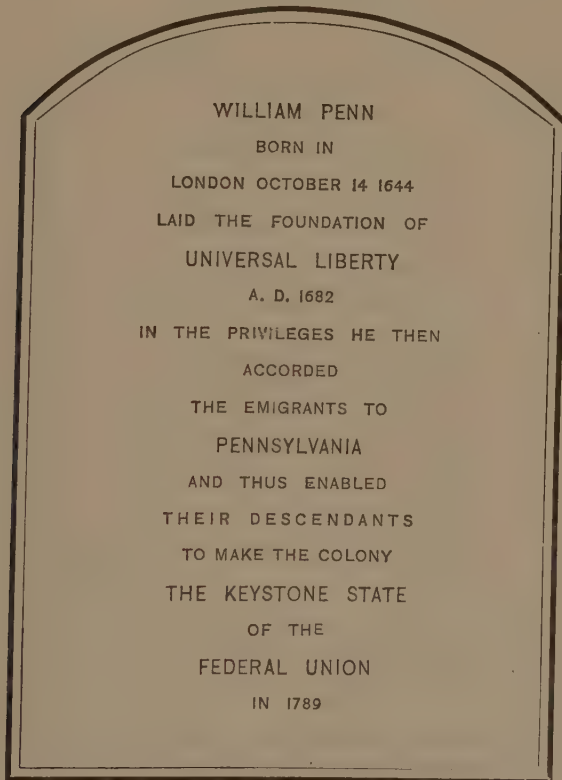 WILLIAM PENN
BORN IN
LONDON OCTOBER 14 1644
LAID THE FOUNDATION OF
UNIVERSAL LIBERTY
A. D. 1682
IN THE PRIVILEGES HE THEN
ACCORDED
THE EMIGRANTS TO
PENNSYLVANIA
AND THUS ENABLED
THEIR DESCENDANTS
TO MAKE THE COLONY
THE KEYSTONE STATE
OF THE
FEDERAL UNION
IN 1789